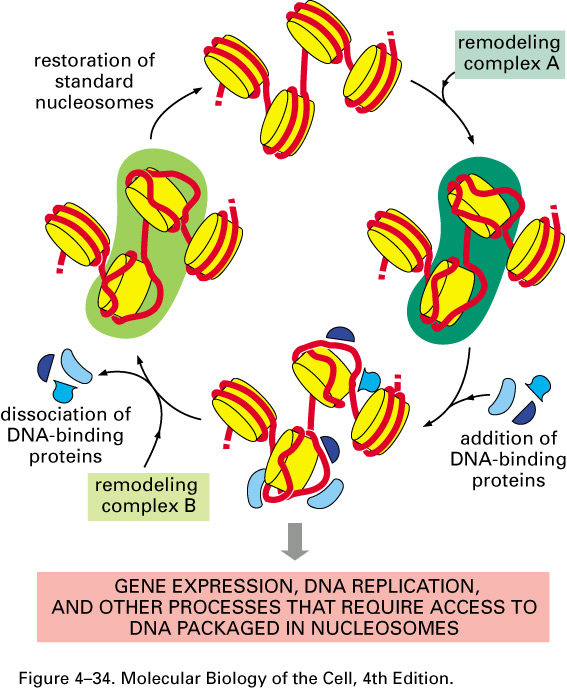 restoration of
standard
nucleosomes
remodeling
complex A
addition of
DNA-binding
proteins
dissociation of
DNA-binding
proteins
remodeling
complex B
GENE EXPRESSION, DNA REPLICATION,
AND OTHER PROCESSES THAT REQUIRE ACCESS TO
DNA PACKAGED IN NUCLEOSOMES
Figure 4–34. Molecular Biology of the Cell, 4th Edition.